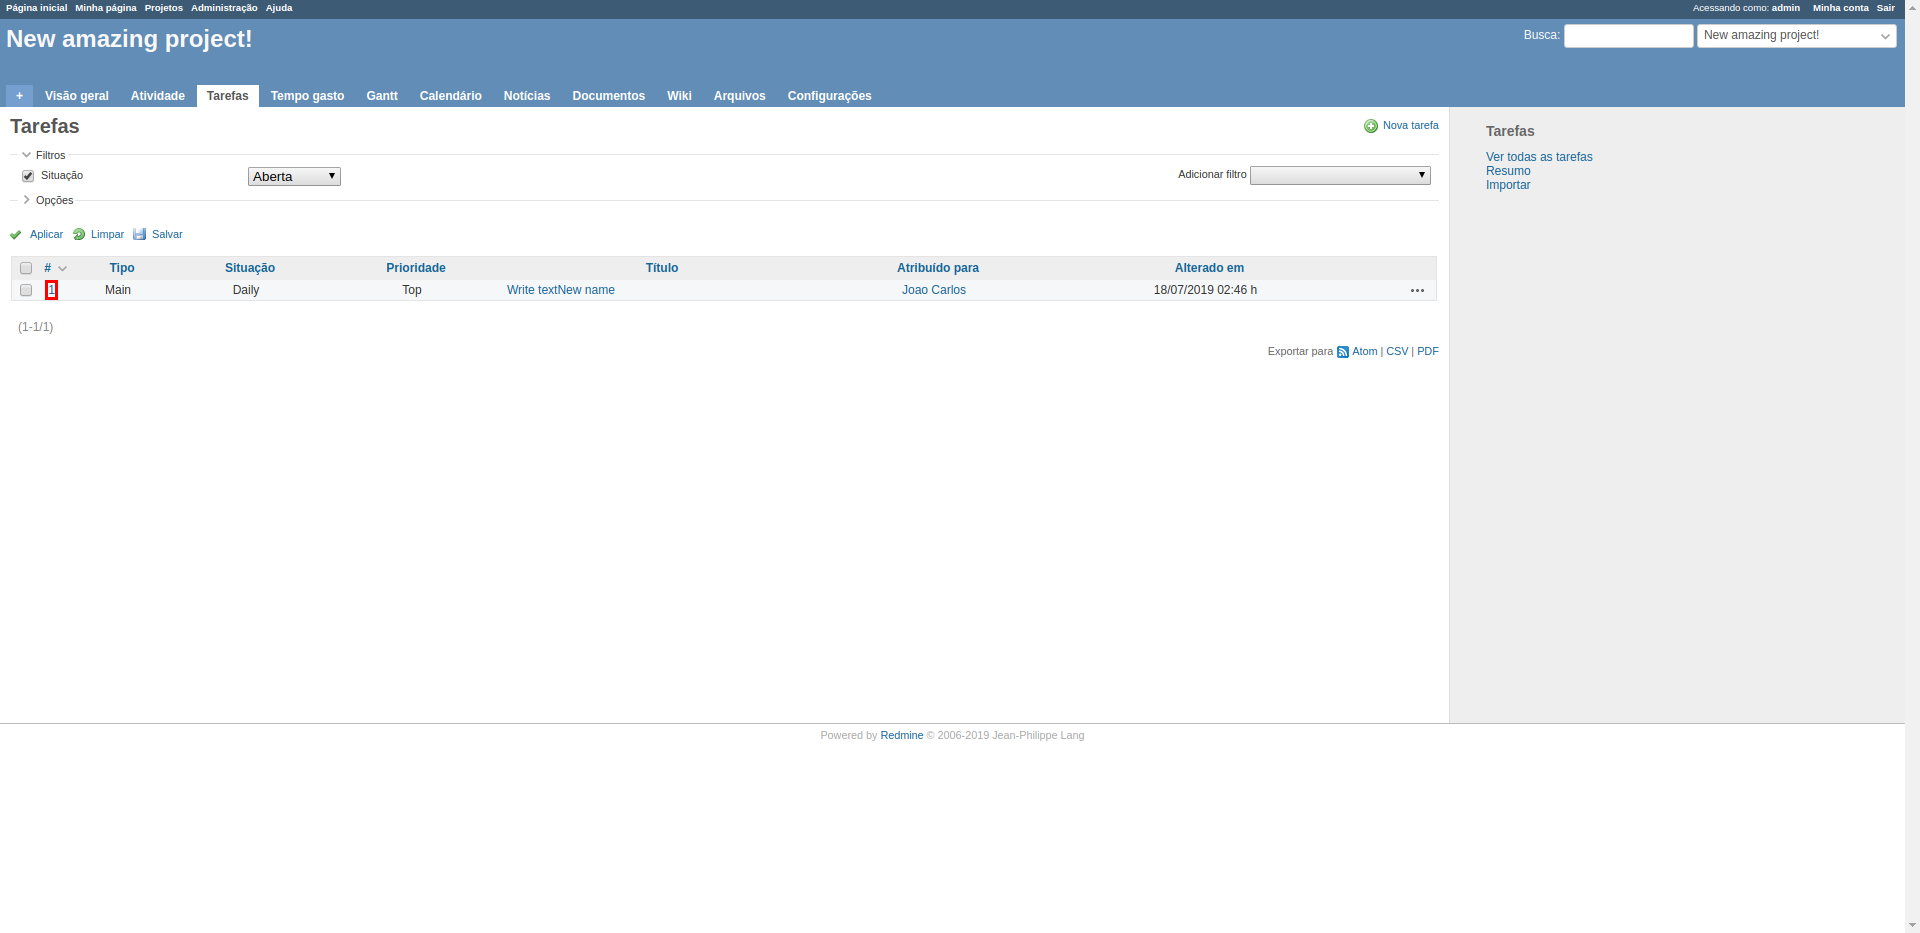 Página inicial Minha página Projetos Administração Ajuda Acessando como: admin Minha conta Sair
New amazing project! Busca: New amazing project!
+ Visão geral Atividade Tarefas Tempo gasto Gantt Calendário Notícias Documentos Wiki Arquivos Configurações
Tarefas Nova tarefa
Filtros
Situação Aberta Adicionar filtro
Opções
Aplicar Limpar Salvar
# Tipo Situação Prioridade Título Atribuído para Alterado em
1 Main Daily Top Write textNew name Joao Carlos 18/07/2019 02:46 h
(1-1/1)
Exportar para Atom | CSV | PDF
Tarefas
Ver todas as tarefas
Resumo
Importar
Powered by Redmine © 2006-2019 Jean-Philippe Lang